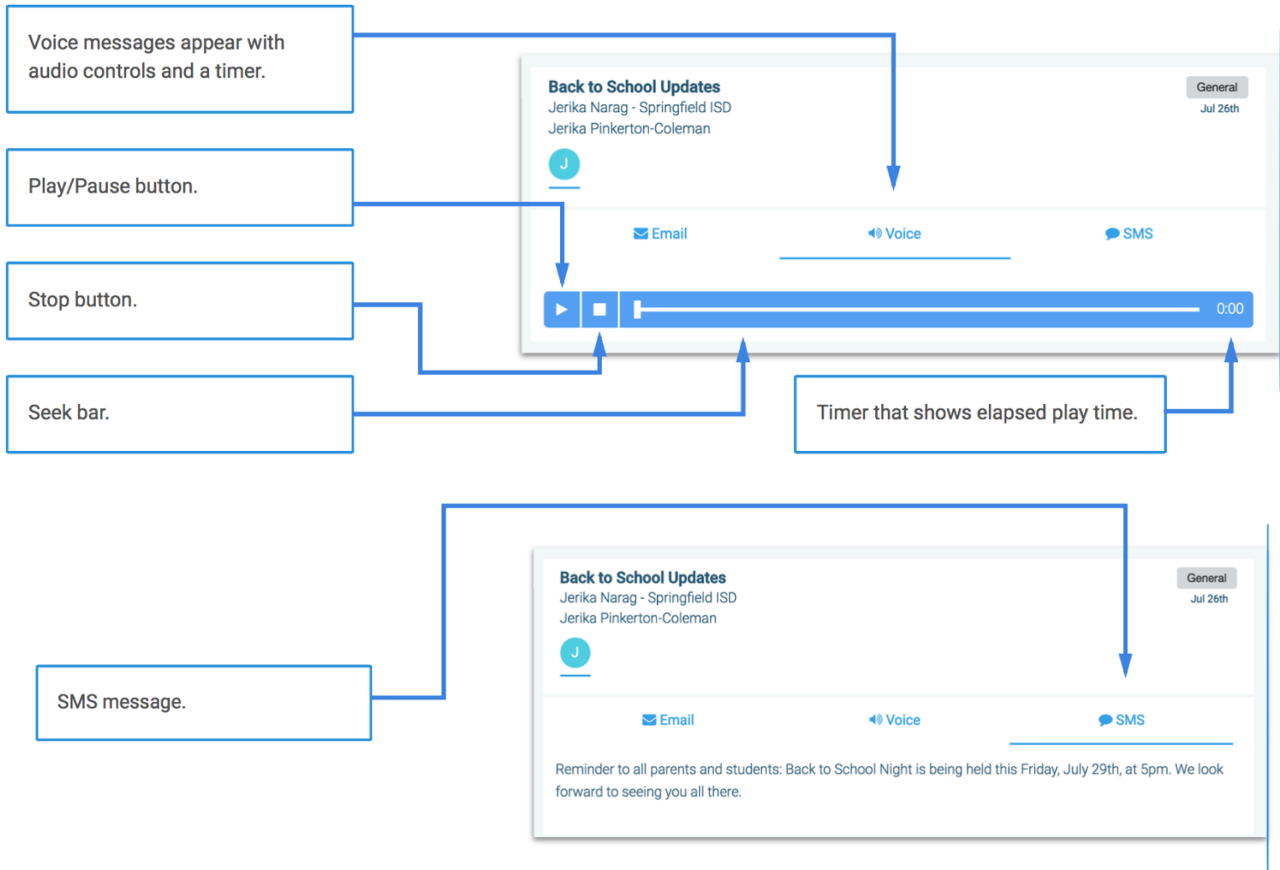 Voice messages appear with
audio controls and a timer.
Back to School Updates
General
Jerika Narag - Springfield ISD
Jul 26th
Jerika Pinkerton-Coleman
J
Play/Pause button.
Email
Voice
SMS
Stop button.
0:00
Seek bar.
Timer that shows elapsed play time.
Back to School Updates
General
Jerika Narag - Springfield ISD
Jul 26th
Jerika Pinkerton-Coleman
J
SMS message.
Email
Voice
SMS
Reminder to all parents and students: Back to School Night is being held this Friday, July 29th, at 5pm. We look
forward to seeing you all there.